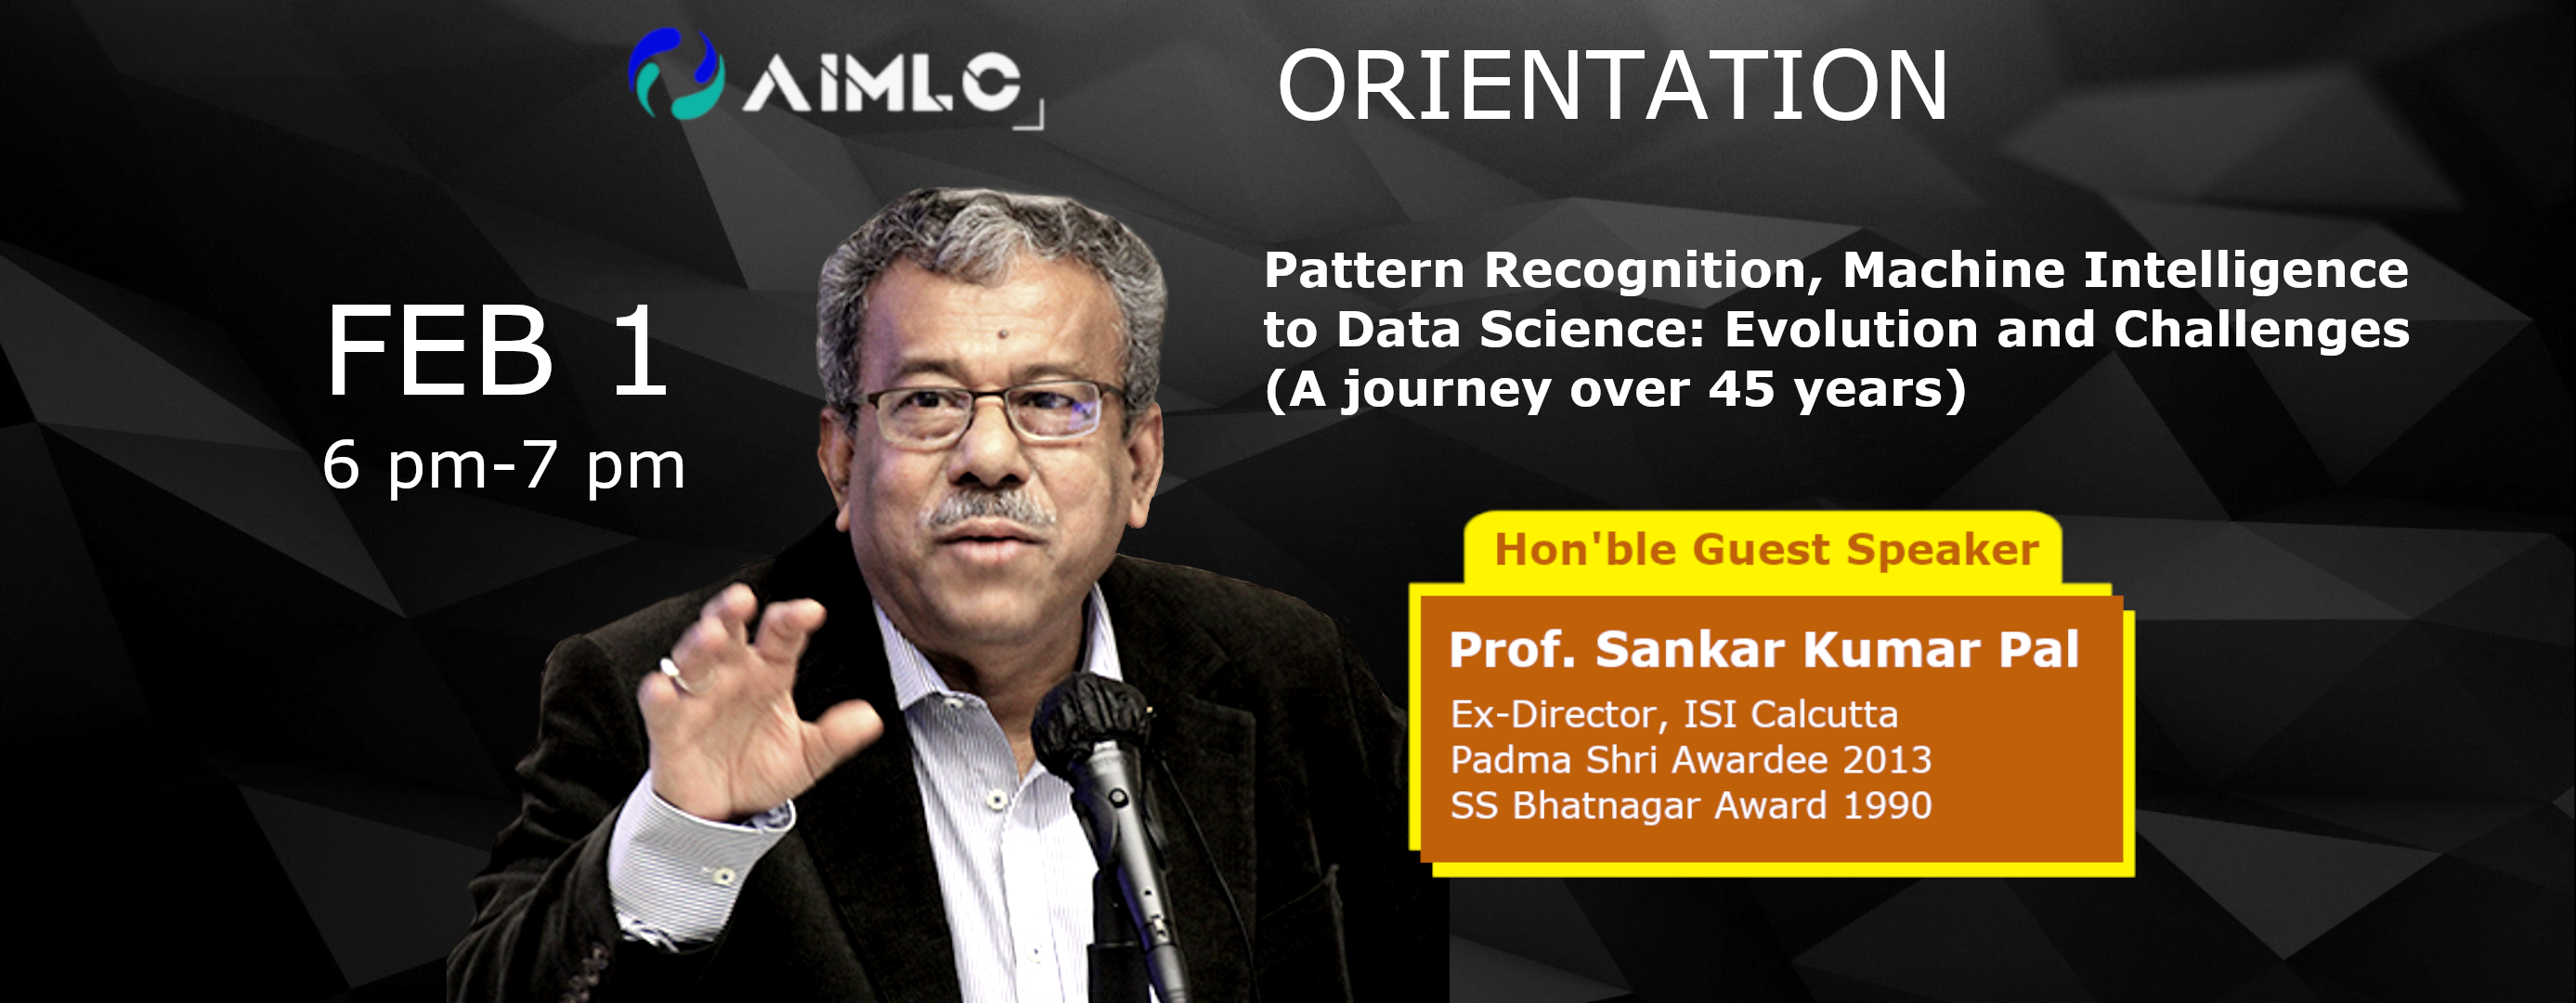 AiMLC
ORIENTATION
FEB 1
6 pm-7 pm
Pattern Recognition, Machine Intelligence
to Data Science: Evolution and Challenges
(A journey over 45 years)
Hon'ble Guest Speaker
Prof. Sankar Kumar Pal
Ex-Director, ISI Calcutta
Padma Shri Awardee 2013
SS Bhatnagar Award 1990